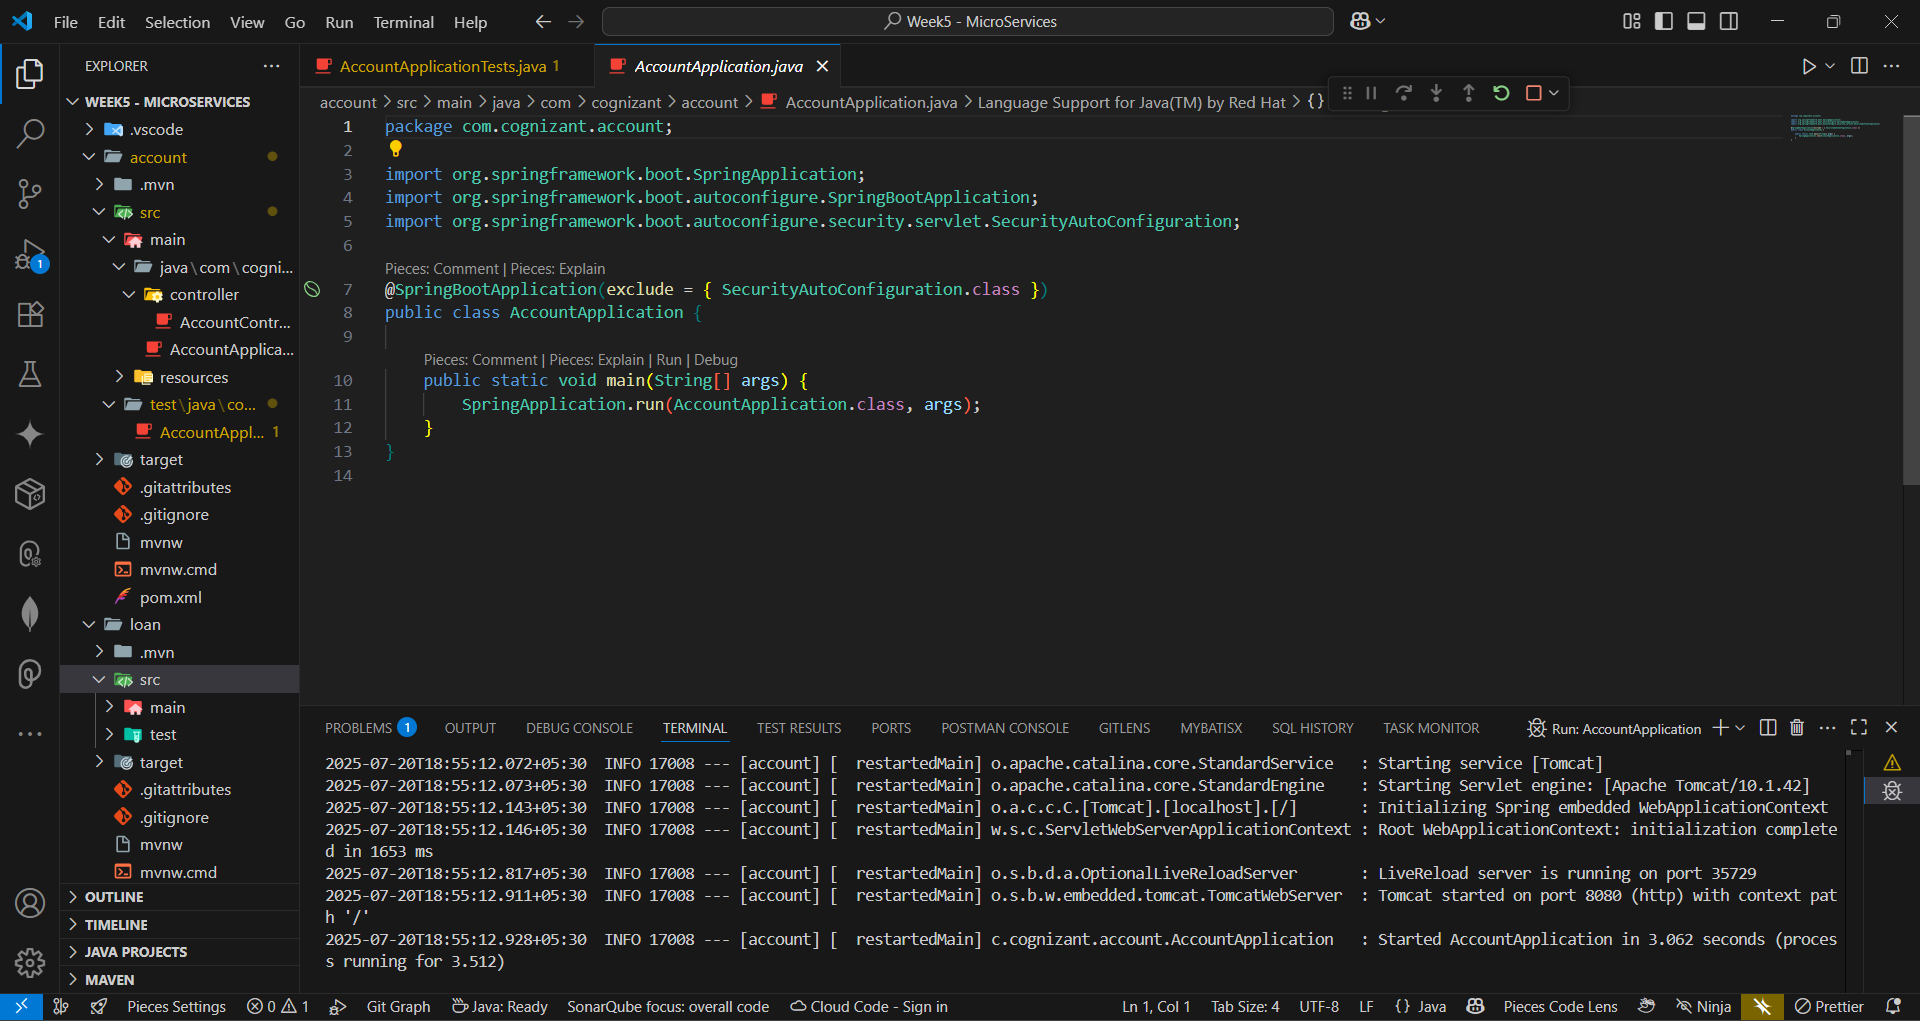 File Edit Selection View Go Run Terminal Help
Week5 - MicroServices
EXPLORER
WEEK5 - MICROSERVICES
.vscode
account
.mvn
src
main
java\com\cogni...
controller
AccountContr...
AccountApplica...
resources
test\java\co...
AccountAppl... 1
target
.gitattributes
.gitignore
mvnw
mvnw.cmd
pom.xml
loan
.mvn
src
main
test
target
.gitattributes
.gitignore
mvnw
mvnw.cmd
OUTLINE
TIMELINE
JAVA PROJECTS
MAVEN
1
AccountApplicationTests.java 1
AccountApplication.java
account > src > main > java > com > cognizant > account > AccountApplication.java > Language Support for Java(TM) by Red Hat > {}
1 package com.cognizant.account;
2
3 import org.springframework.boot.SpringApplication;
4 import org.springframework.boot.autoconfigure.SpringBootApplication;
5 import org.springframework.boot.autoconfigure.security.servlet.SecurityAutoConfiguration;
6
Pieces: Comment | Pieces: Explain
7 @SpringBootApplication(exclude = { SecurityAutoConfiguration.class })
8 public class AccountApplication {
9
Pieces: Comment | Pieces: Explain | Run | Debug
10 public static void main(String[] args) {
11 SpringApplication.run(AccountApplication.class, args);
12 }
13 }
14
PROBLEMS 1 OUTPUT DEBUG CONSOLE TERMINAL TEST RESULTS PORTS POSTMAN CONSOLE GITLENS MYBATISX SQL HISTORY TASK MONITOR Run: AccountApplication
2025-07-20T18:55:12.072+05:30  INFO 17008 --- [account] [  restartedMain] o.apache.catalina.core.StandardService   : Starting service [Tomcat]
2025-07-20T18:55:12.073+05:30  INFO 17008 --- [account] [  restartedMain] o.apache.catalina.core.StandardEngine    : Starting Servlet engine: [Apache Tomcat/10.1.42]
2025-07-20T18:55:12.143+05:30  INFO 17008 --- [account] [  restartedMain] o.a.c.c.C.[Tomcat].[localhost].[/]       : Initializing Spring embedded WebApplicationContext
2025-07-20T18:55:12.146+05:30  INFO 17008 --- [account] [  restartedMain] w.s.c.ServletWebServerApplicationContext : Root WebApplicationContext: initialization complete
d in 1653 ms
2025-07-20T18:55:12.817+05:30  INFO 17008 --- [account] [  restartedMain] o.s.b.d.a.OptionalLiveReloadServer       : LiveReload server is running on port 35729
2025-07-20T18:55:12.911+05:30  INFO 17008 --- [account] [  restartedMain] o.s.b.w.embedded.tomcat.TomcatWebServer  : Tomcat started on port 8080 (http) with context pat
h '/'
2025-07-20T18:55:12.928+05:30  INFO 17008 --- [account] [  restartedMain] c.cognizant.account.AccountApplication   : Started AccountApplication in 3.062 seconds (proces
s running for 3.512)
Pieces Settings 0 1 Git Graph Java: Ready SonarQube focus: overall code Cloud Code - Sign in Ln 1, Col 1 Tab Size: 4 UTF-8 LF {} Java Pieces Code Lens Ninja Prettier